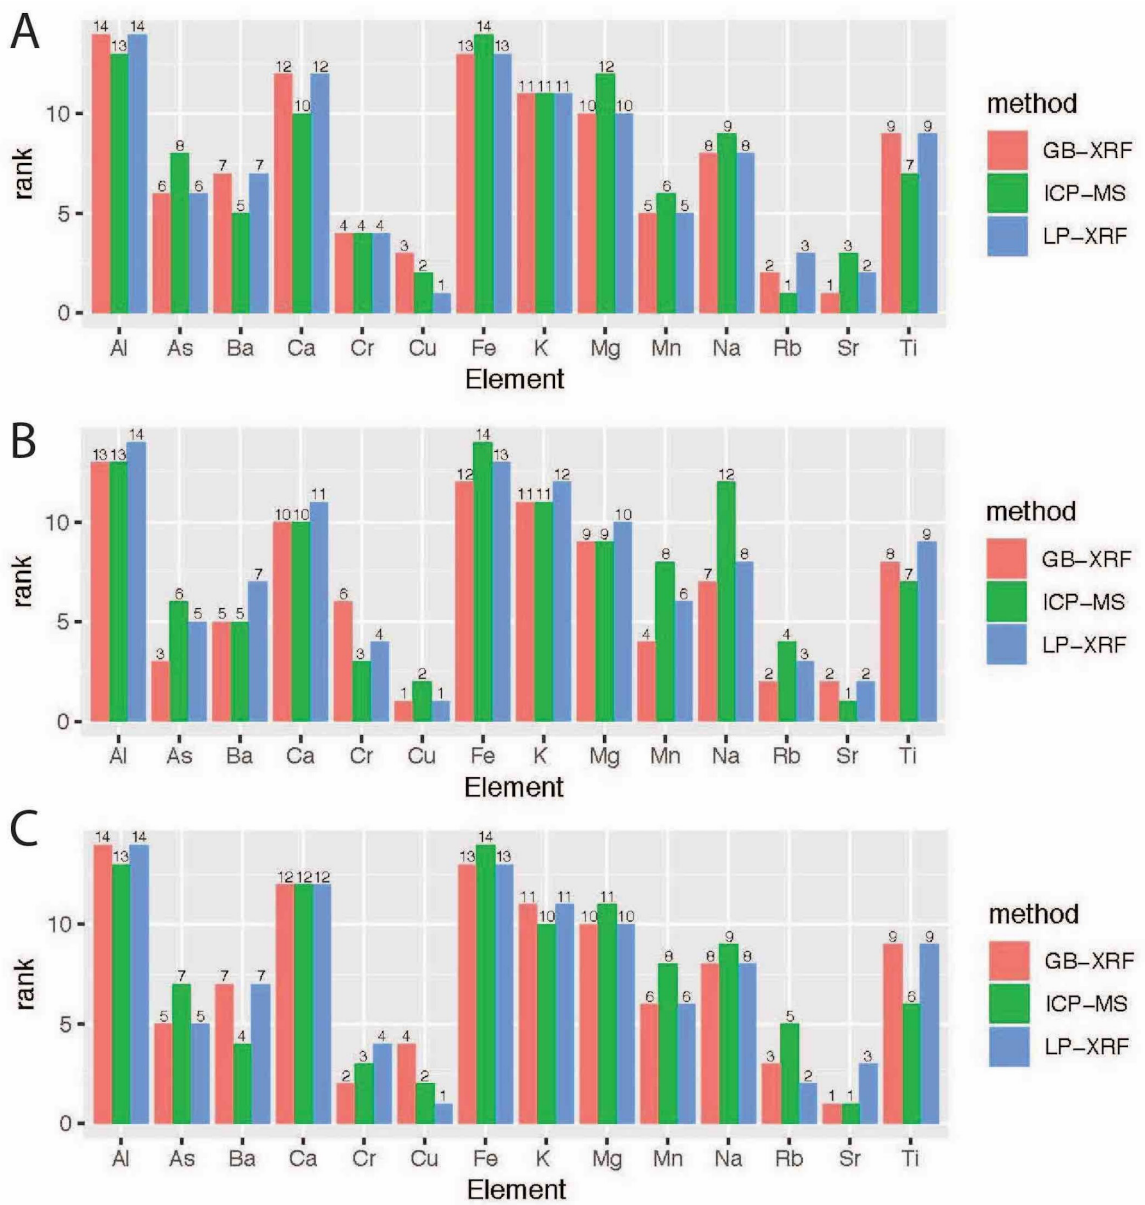 A
14 13 14 6 8 6 7 5 7 12 10 12 4 4 4 3 2 1 13 14 13 11 11 11 10 12 10 5 6 5 8 9 8 2 1 3 1 3 2 9 7 9
10
5
0
rank
Al As Ba Ca Cr Cu Fe K Mg Mn Na Rb Sr Ti
Element
method
GB-XRF
ICP-MS
LP-XRF
B
13 13 14 3 6 5 5 5 7 10 10 11 6 3 4 1 2 1 12 14 13 11 11 12 9 9 10 4 8 6 7 12 8 2 4 3 2 1 2 8 7 9
10
5
0
rank
Al As Ba Ca Cr Cu Fe K Mg Mn Na Rb Sr Ti
Element
method
GB-XRF
ICP-MS
LP-XRF
C
14 13 14 5 7 5 7 4 7 12 12 12 2 3 4 4 2 1 13 14 13 11 10 11 10 11 10 6 8 6 8 9 8 3 5 2 1 1 3 9 6 9
10
5
0
rank
Al As Ba Ca Cr Cu Fe K Mg Mn Na Rb Sr Ti
Element
method
GB-XRF
ICP-MS
LP-XRF